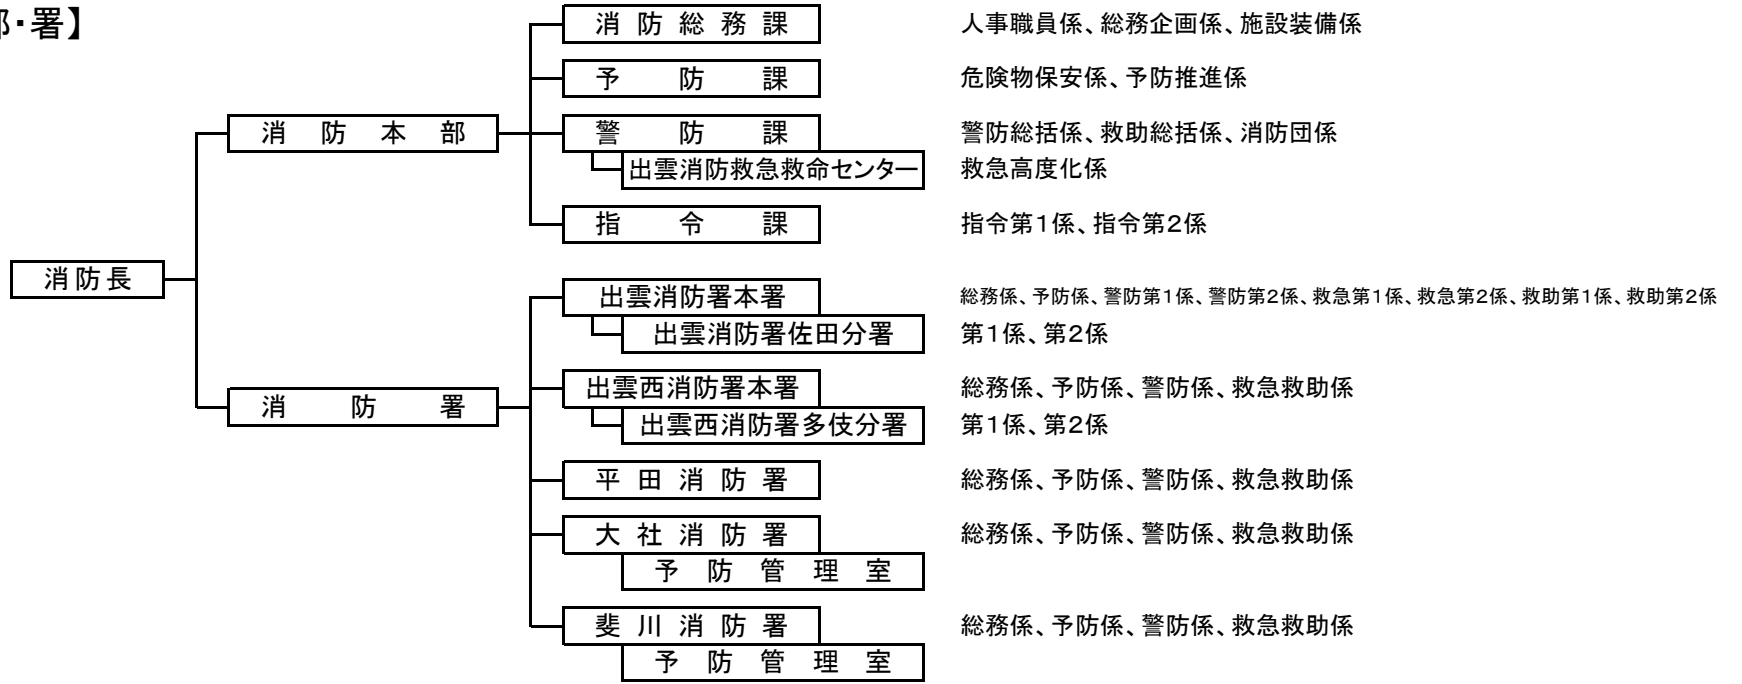 ・署】
消防総務課 人事職員係、総務企画係、施設装備係
予防課 危険物保安係、予防推進係
消防本部 警防課 警防総括係、救助総括係、消防団係
出雲消防救急救命センター 救急高度化係
指令課 指令第1係、指令第2係
消防長
出雲消防署本署 総務係、予防係、警防第1係、警防第2係、救急第1係、救急第2係、救助第1係、救助第2係
出雲消防署佐田分署 第1係、第2係
出雲西消防署本署 総務係、予防係、警防係、救急救助係
消防署
出雲西消防署多伎分署 第1係、第2係
平田消防署 総務係、予防係、警防係、救急救助係
大社消防署 総務係、予防係、警防係、救急救助係
予防管理室
斐川消防署 総務係、予防係、警防係、救急救助係
予防管理室